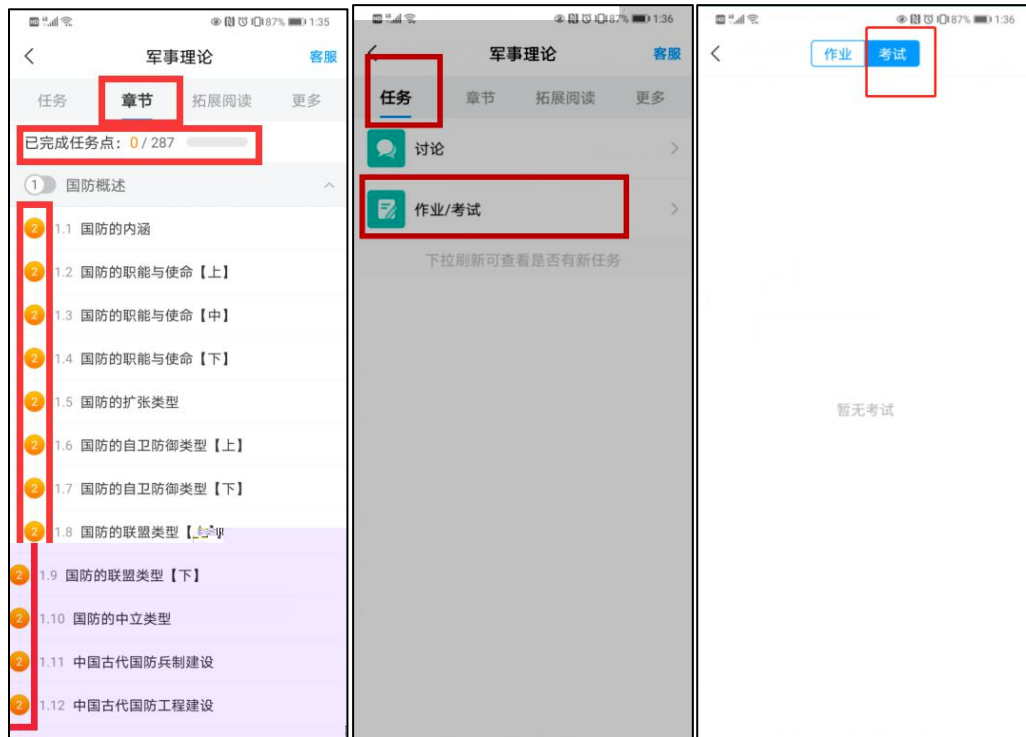 87% 1:35
军事理论
客服
任务 章节 拓展阅读 更多
已完成任务点：0 / 287
1 国防概述
2 1.1 国防的内涵
2 1.2 国防的职能与使命【上】
2 1.3 国防的职能与使命【中】
2 1.4 国防的职能与使命【下】
2 1.5 国防的扩张类型
2 1.6 国防的自卫防御类型【上】
2 1.7 国防的自卫防御类型【下】
2 1.8 国防的联盟类型【
2 1.9 国防的联盟类型【下】
2 1.10 国防的中立类型
2 1.11 中国古代国防兵制建设
2 1.12 中国古代国防工程建设
87% 1:36
军事理论
客服
任务 章节 拓展阅读 更多
讨论
作业/考试
下拉刷新可查看是否有新任务
87% 1:36
作业 考试
暂无考试